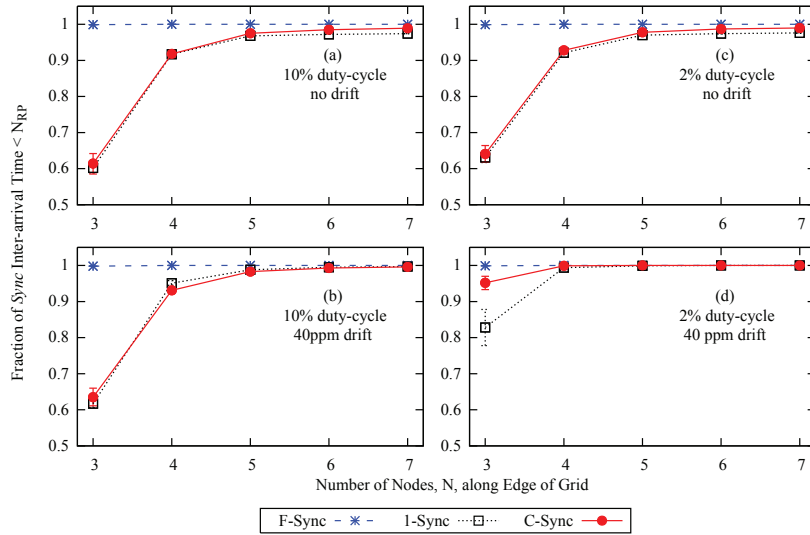 Fraction of Sync Inter-arrival Time < N_RP
1
0.9
0.8
0.7
0.6
0.5
3 4 5 6 7
(a)
10% duty-cycle
no drift
1
0.9
0.8
0.7
0.6
0.5
3 4 5 6 7
(c)
2% duty-cycle
no drift
1
0.9
0.8
0.7
0.6
0.5
3 4 5 6 7
(b)
10% duty-cycle
40ppm drift
1
0.9
0.8
0.7
0.6
0.5
3 4 5 6 7
(d)
2% duty-cycle
40 ppm drift
Number of Nodes, N, along Edge of Grid
F-Sync 1-Sync C-Sync